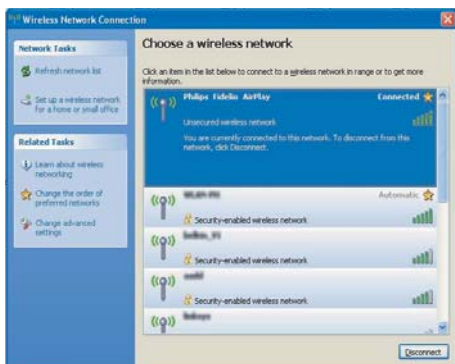 Wireless Network Connection
Network Tasks
Refresh network list
Set up a wireless network
for a home or small office
Related Tasks
Learn about wireless
networking
Change the order of
preferred networks
Change advanced
settings
Choose a wireless network
Click an item in the list below to connect to a wireless network in range or to get more
information.
Philips Fidelio AirPlay Connected
Unsecured wireless network
You are currently connected to this network. To disconnect from this
network, click Disconnect.
Automatic
Security-enabled wireless network
Security-enabled wireless network
Security-enabled wireless network
Disconnect